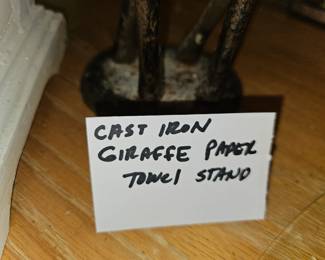 CAST IRON
GIRAFFE PAPER
TOWEl STAND